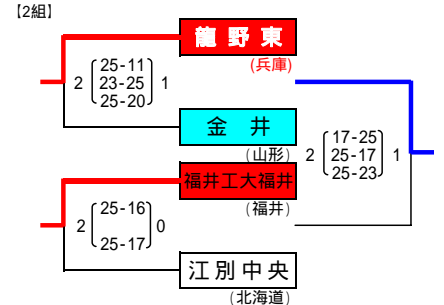 【2組】
龍野東
(兵庫)
2 25-11 1
23-25
25-20
金井
(山形)
2 17-25 1
25-17
25-23
福井工大福井
(福井)
2 25-16 0
25-17
江別中央
(北海道)